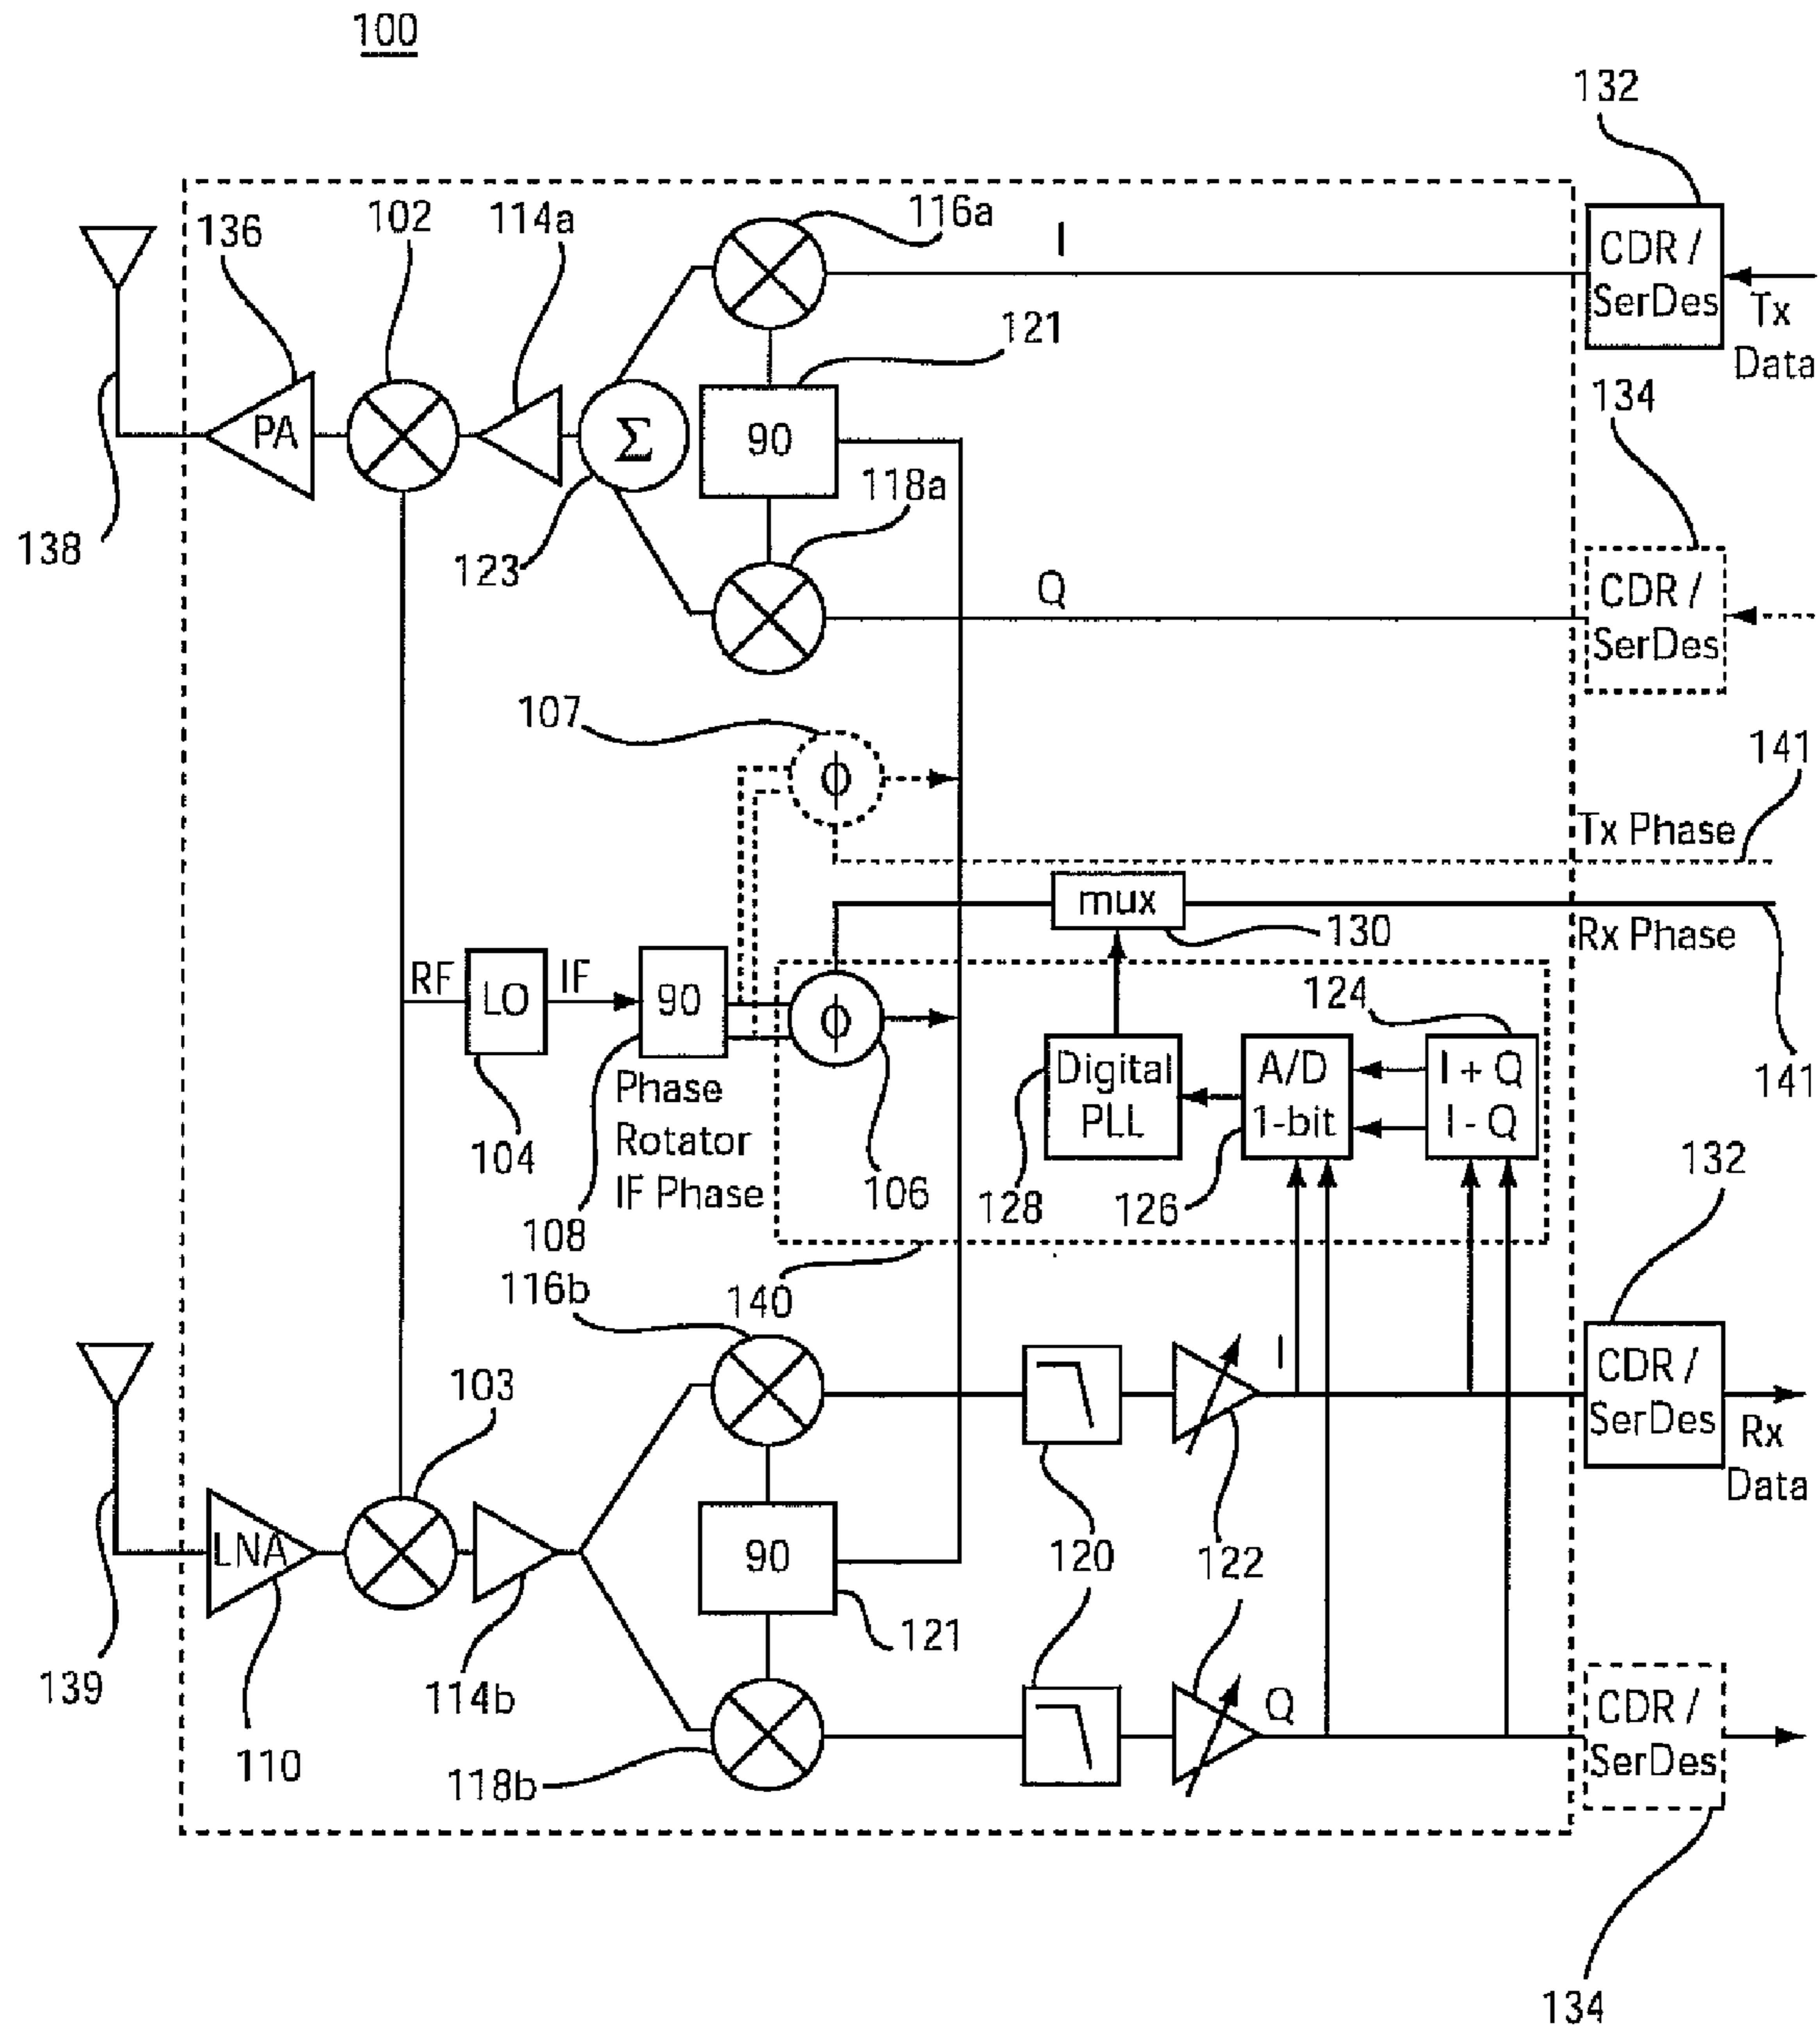 100
132
136
102
114a
116a
I
CDR /
SerDes
Tx
Data
121
134
PA
Σ
90
118a
138
123
Q
CDR /
SerDes
107
ϕ
141
Tx Phase
mux
130
Rx Phase
141
RF
LO
IF
90
ϕ
124
104
Phase
Rotator
IF Phase
108
106
Digital
PLL
128
A/D
1-bit
126
I + Q
I - Q
132
116b
140
103
I
CDR /
SerDes
Rx
Data
LNA
90
120
122
121
139
114b
110
118b
Q
CDR /
SerDes
134